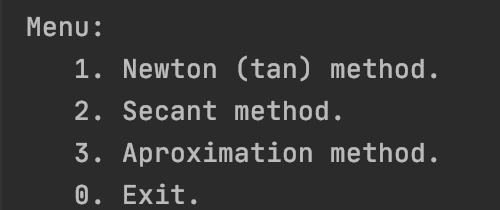 Menu:
1. Newton (tan) method.
2. Secant method.
3. Aproximation method.
0. Exit.